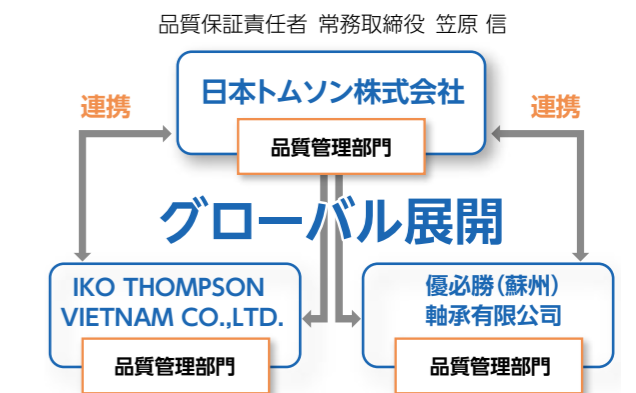 品質保証責任者 常務取締役 笠原 信
日本トムソン株式会社
連携
連携
品質管理部門
グローバル展開
IKO THOMPSON
VIETNAM CO.,LTD.
品質管理部門
優必勝(蘇州)
軸承有限公司
品質管理部門